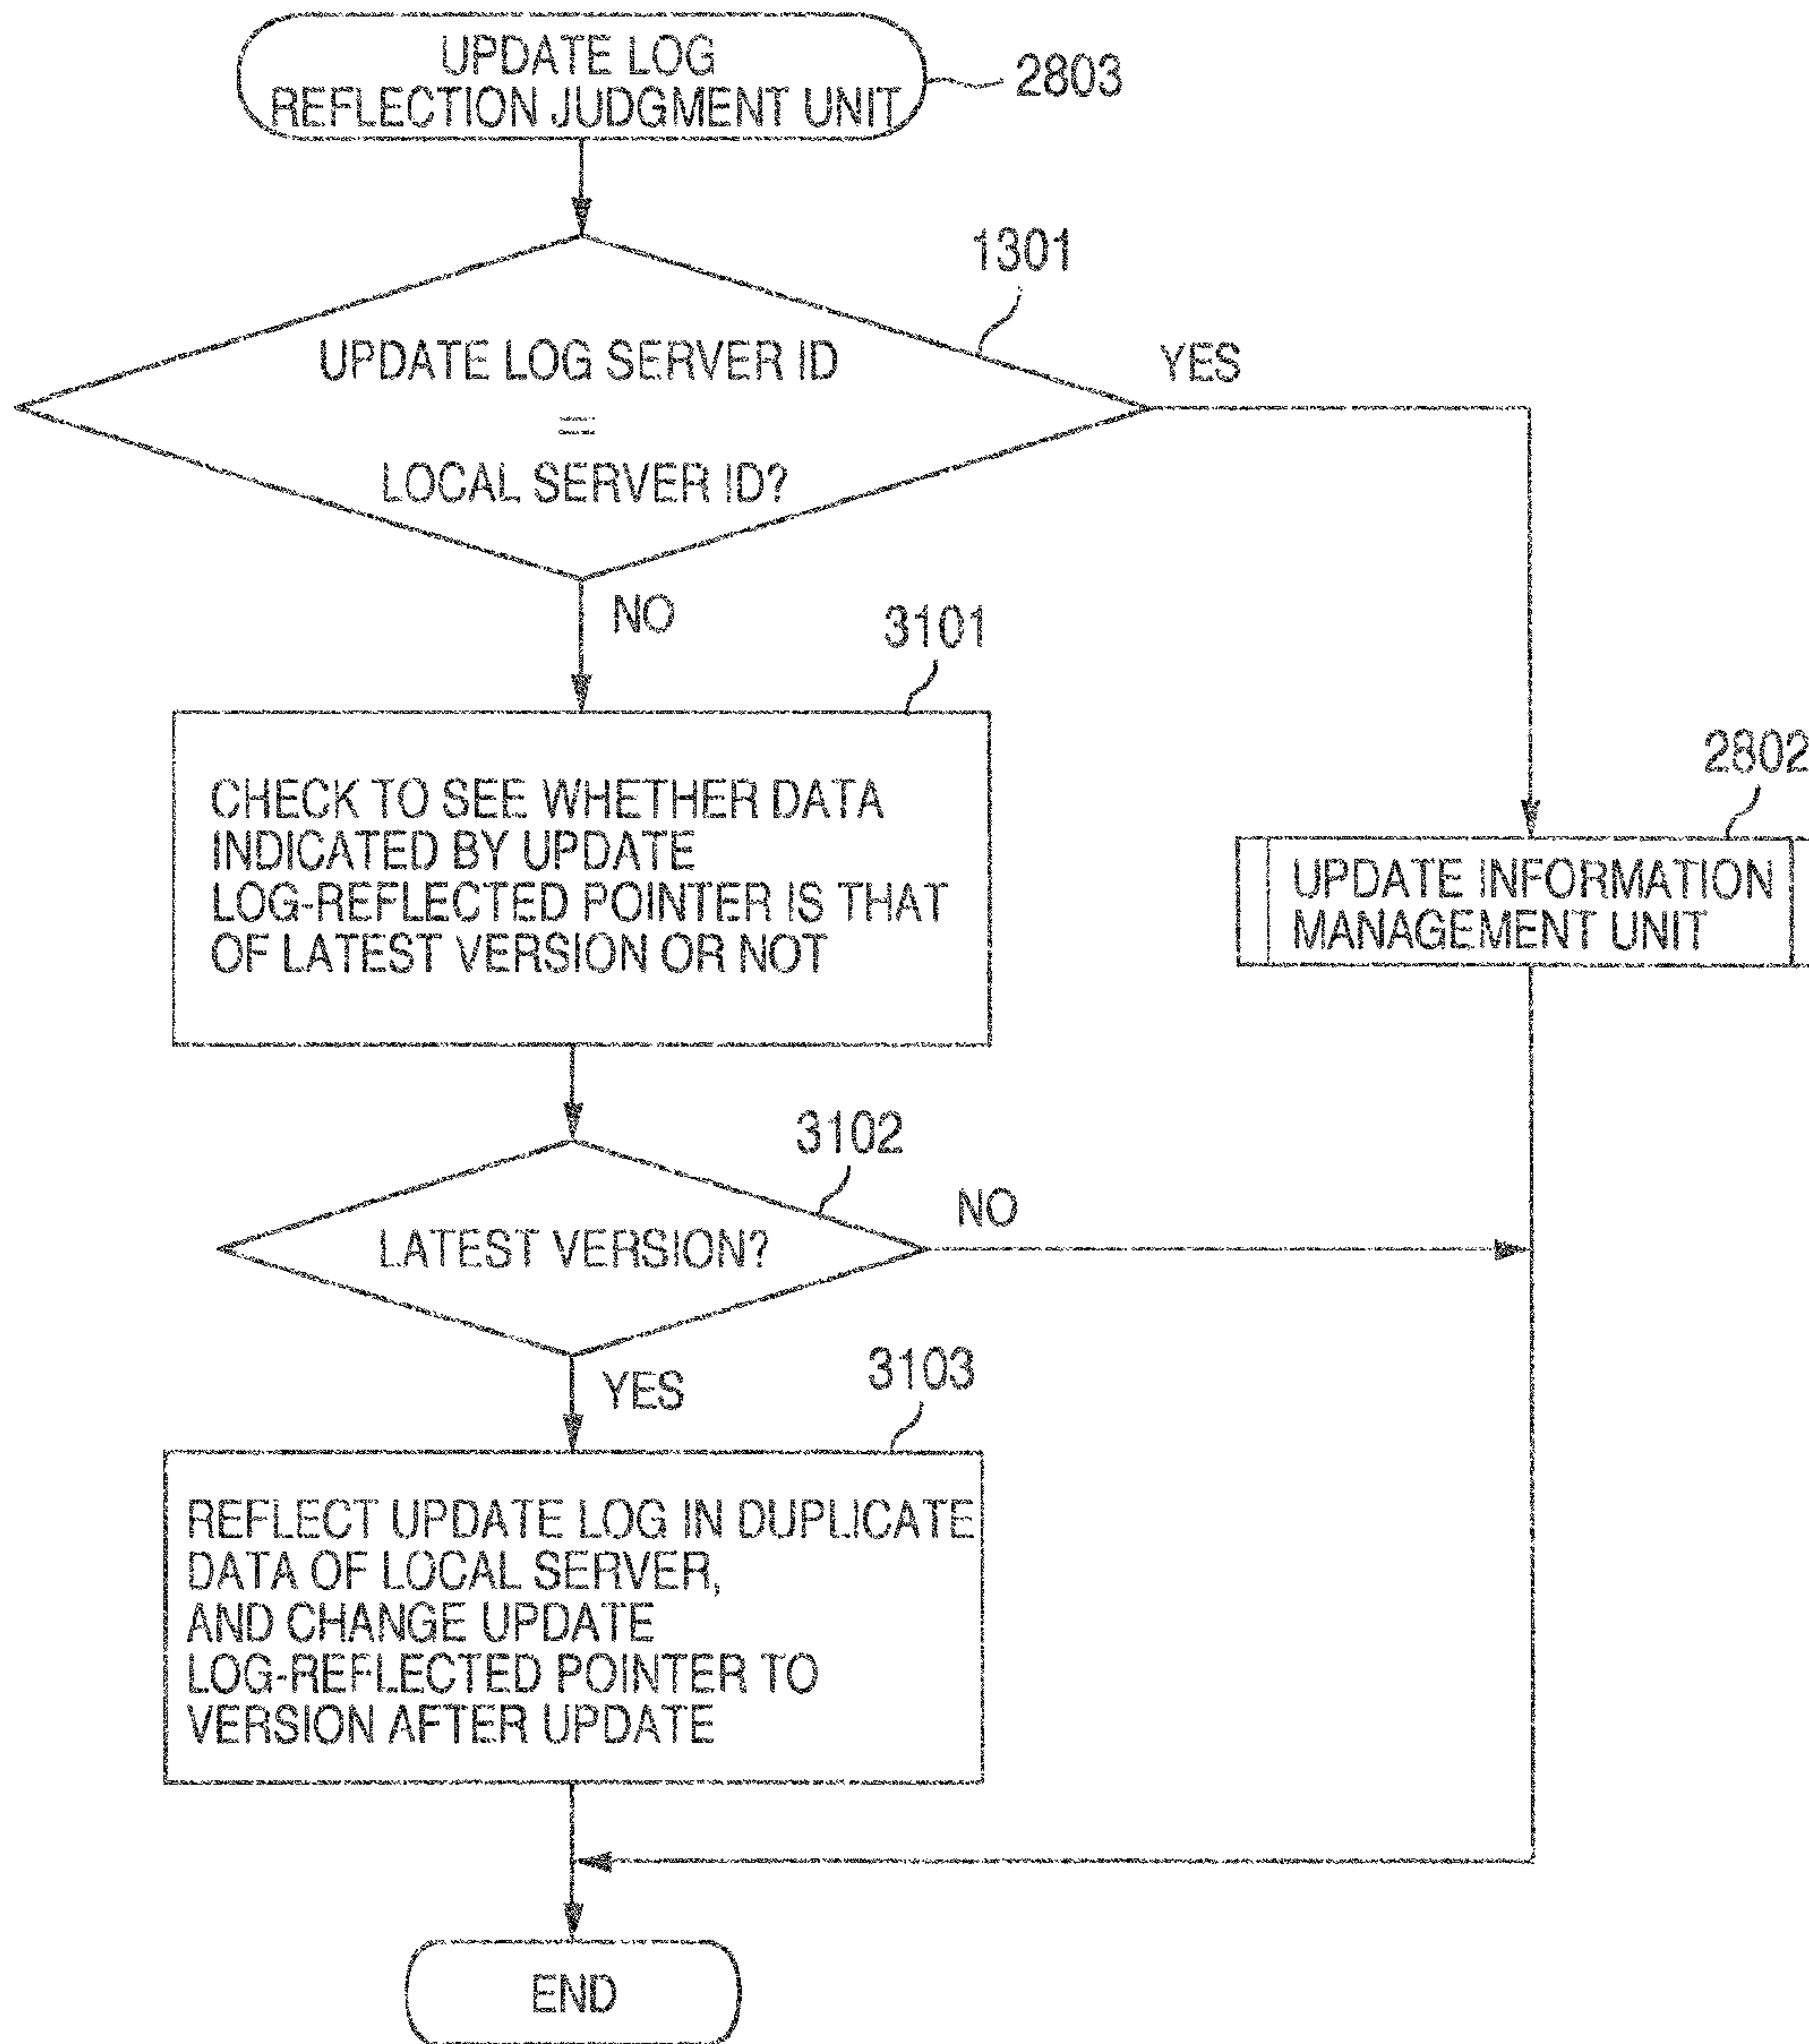 UPDATE LOG
REFLECTION JUDGMENT UNIT
2803
1301
UPDATE LOG SERVER ID
=
LOCAL SERVER ID?
YES
NO
3101
CHECK TO SEE WHETHER DATA
INDICATED BY UPDATE
LOG-REFLECTED POINTER IS THAT
OF LATEST VERSION OR NOT
2802
UPDATE INFORMATION
MANAGEMENT UNIT
3102
LATEST VERSION?
NO
YES
3103
REFLECT UPDATE LOG IN DUPLICATE
DATA OF LOCAL SERVER,
AND CHANGE UPDATE
LOG-REFLECTED POINTER TO
VERSION AFTER UPDATE
END